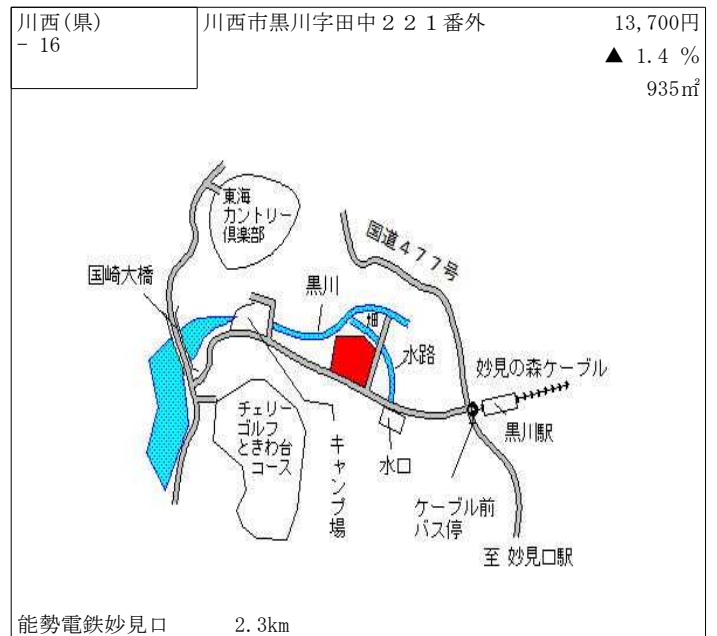 川西(県)
- 16
川西市黒川字田中２２１番外
13,700円
▲ 1.4 %
935㎡
東海
カントリー
倶楽部
国道４７７号
国崎大橋
黒川
畑
水路
妙見の森ケーブル
黒川駅
チェリー
ゴルフ
ときわ台
コース
キャンプ場
水口
ケーブル前
バス停
至 妙見口駅
能勢電鉄妙見口 2.3km